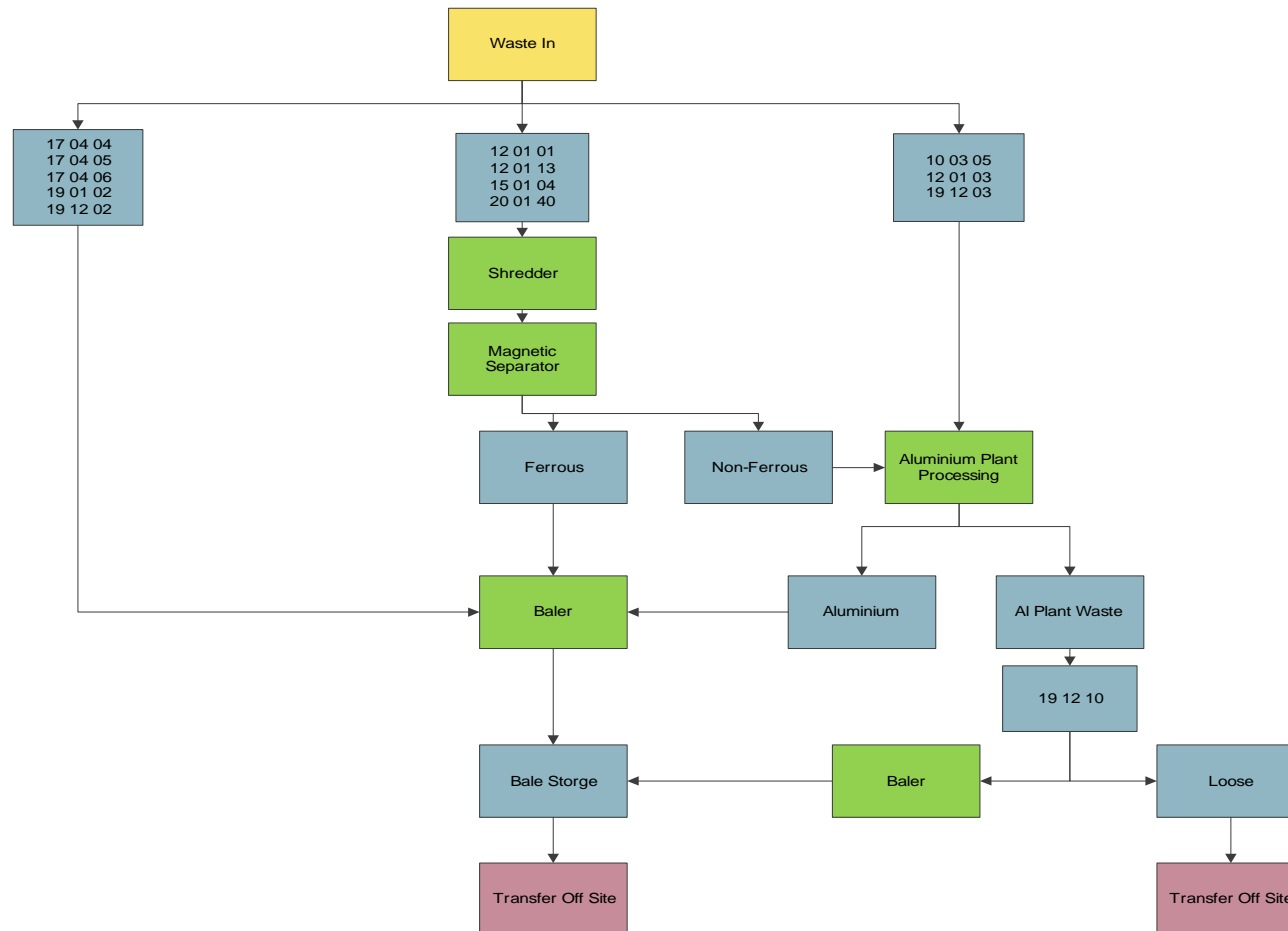 Waste In
17 04 04
17 04 05
17 04 06
19 01 02
19 12 02
12 01 01
12 01 13
15 01 04
20 01 40
10 03 05
12 01 03
19 12 03
Shredder
Magnetic
Separator
Ferrous
Non-Ferrous
Aluminium Plant
Processing
Baler
Aluminium
Al Plant Waste
19 12 10
Bale Storge
Baler
Loose
Transfer Off Site
Transfer Off Site